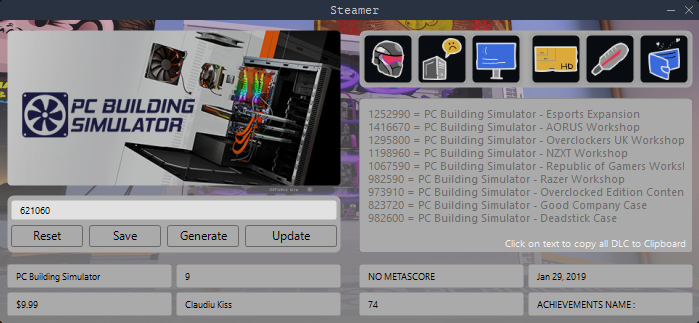 Steamer
PC BUILDING
SIMULATOR
HD
1252990 = PC Building Simulator - Esports Expansion
1416670 = PC Building Simulator - AORUS Workshop
1295800 = PC Building Simulator - Overclockers UK Worksh
1198960 = PC Building Simulator - NZXT Workshop
1067590 = PC Building Simulator - Republic of Gamers Worksl
982590 = PC Building Simulator - Razer Workshop
973910 = PC Building Simulator - Overclocked Edition Conten
823720 = PC Building Simulator - Good Company Case
982600 = PC Building Simulator - Deadstick Case
Click on text to copy all DLC to Clipboard
621060
Reset
Save
Generate
Update
PC Building Simulator
9
NO METASCORE
Jan 29, 2019
$9.99
Claudiu Kiss
74
ACHIEVEMENTS NAME :